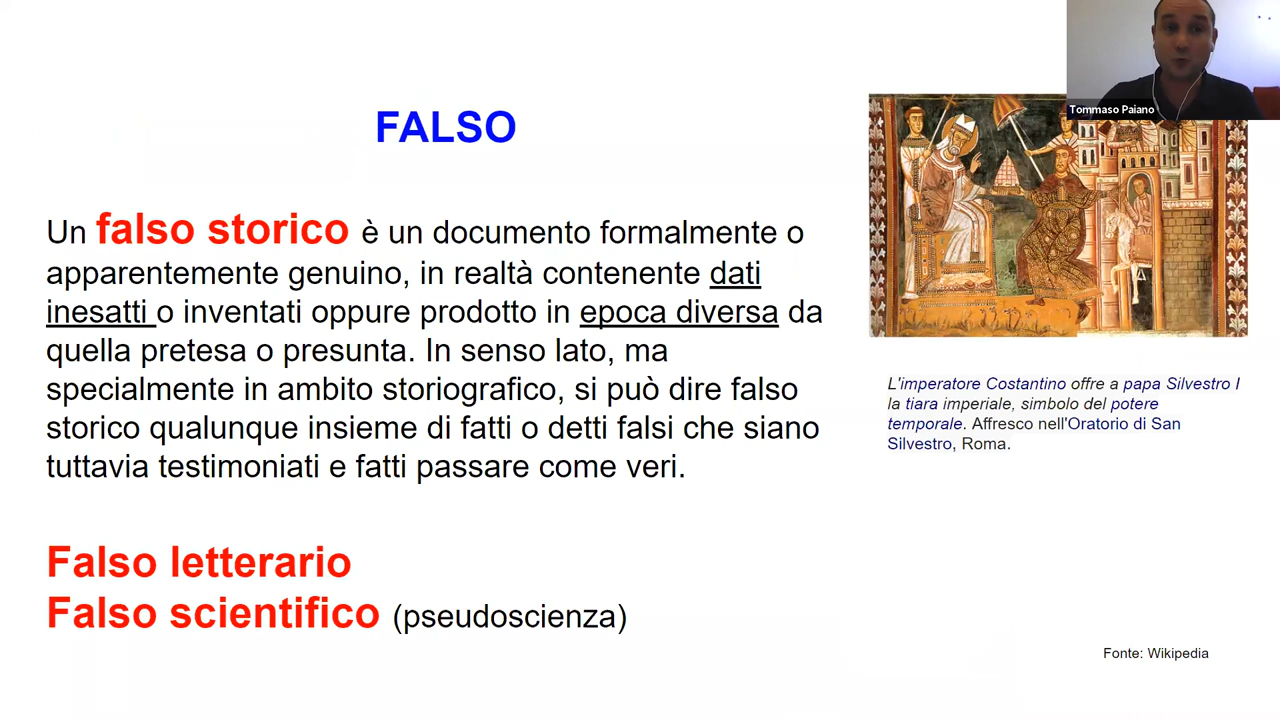 FALSO
Un falso storico è un documento formalmente o
apparentemente genuino, in realtà contenente dati
inesatti o inventati oppure prodotto in epoca diversa da
quella pretesa o presunta. In senso lato, ma
specialmente in ambito storiografico, si può dire falso
storico qualunque insieme di fatti o detti falsi che siano
tuttavia testimoniati e fatti passare come veri.
Falso letterario
Falso scientifico (pseudoscienza)
Tommaso Paiano
L'imperatore Costantino offre a papa Silvestro I
la tiara imperiale, simbolo del potere
temporale. Affresco nell'Oratorio di San
Silvestro, Roma.
Fonte: Wikipedia